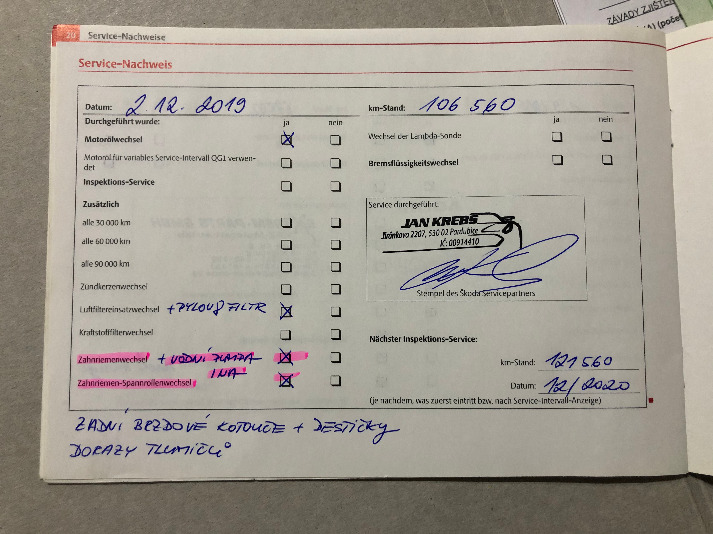 ZÁVADY ZJIŠTĚN
(počet
20 Service-Nachweise
Service-Nachweis
Datum: 2.12. 2019
km-Stand: 106 560
Durchgeführt wurde: ja nein
ja nein
Motorölwechsel
Wechsel der Lambda-Sonde
Motoröl für variables Service-Intervall QG1 verwen-
det
Bremsflüssigkeitswechsel
Inspektions-Service
Zusätzlich
alle 30 000 km
alle 60 000 km
alle 90 000 km
Zündkerzenwechsel
Luftfiltereinsatzwechsel + PYLOVÝ FILTR
Kraftstofffilterwechsel
Zahnriemenwechsel + VODNÍ PUMPA
INA
Zahnriemen-Spannrollenwechsel
Service durchgeführt:
JAN KREBS
530 02 Pardubice
IČ: 00914410
Stempel des Škoda Servicepartners
Nächster Inspektions-Service:
km-Stand: 121 560
Datum: 12/2020
(je nachdem, was zuerst eintritt bzw. nach Service-Intervall-Anzeige)
ZADNÍ BRZDOVÉ KOTOUČE + DESTIČKY
DORAZY TLUMIČŮ